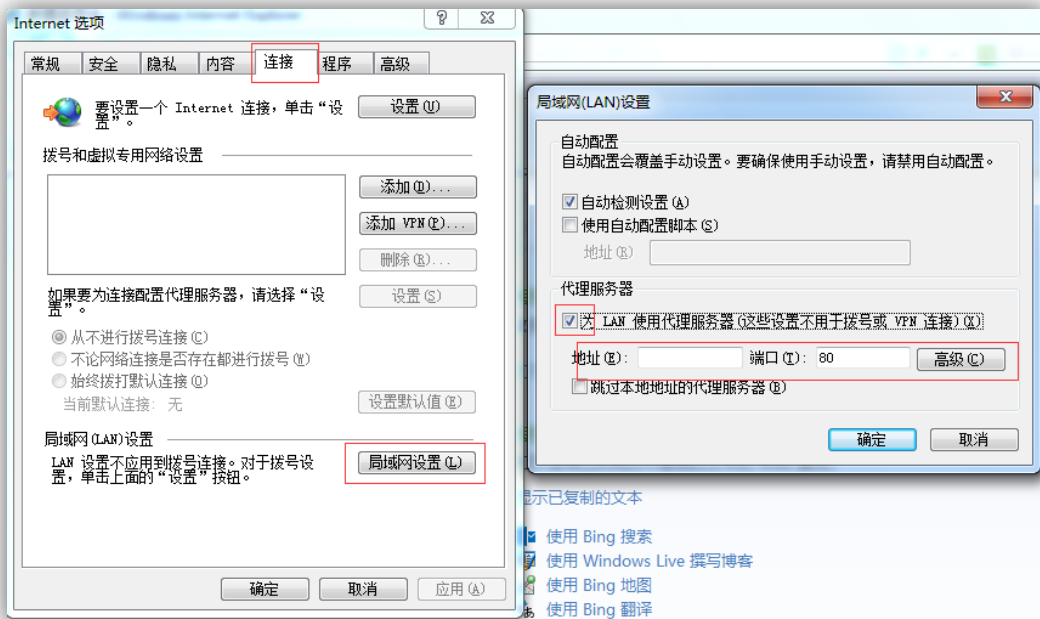 Internet 选项
常规 安全 隐私 内容 连接 程序 高级
要设置一个 Internet 连接，单击“设
置”。
设置(U)
拨号和虚拟专用网络设置
添加(D)...
添加 VPN(P)...
删除(R)...
如果要为连接配置代理服务器，请选择“设
置”。
设置(S)
从不进行拨号连接(C)
不论网络连接是否存在都进行拨号(W)
始终拨打默认连接(O)
当前默认连接： 无
设置默认值(E)
局域网(LAN)设置
LAN 设置不应用到拨号连接。对于拨号设
置，单击上面的“设置”按钮。
局域网设置(L)
确定 取消 应用(A)
局域网(LAN)设置
自动配置
自动配置会覆盖手动设置。要确保使用手动设置，请禁用自动配置。
自动检测设置(A)
使用自动配置脚本(S)
地址(R)
代理服务器
为 LAN 使用代理服务器(这些设置不用于拨号或 VPN 连接)(X)
地址(E): 端口(T): 80 高级(C)
跳过本地地址的代理服务器(B)
确定 取消
显示已复制的文本
使用 Bing 搜索
使用 Windows Live 撰写博客
使用 Bing 地图
使用 Bing 翻译